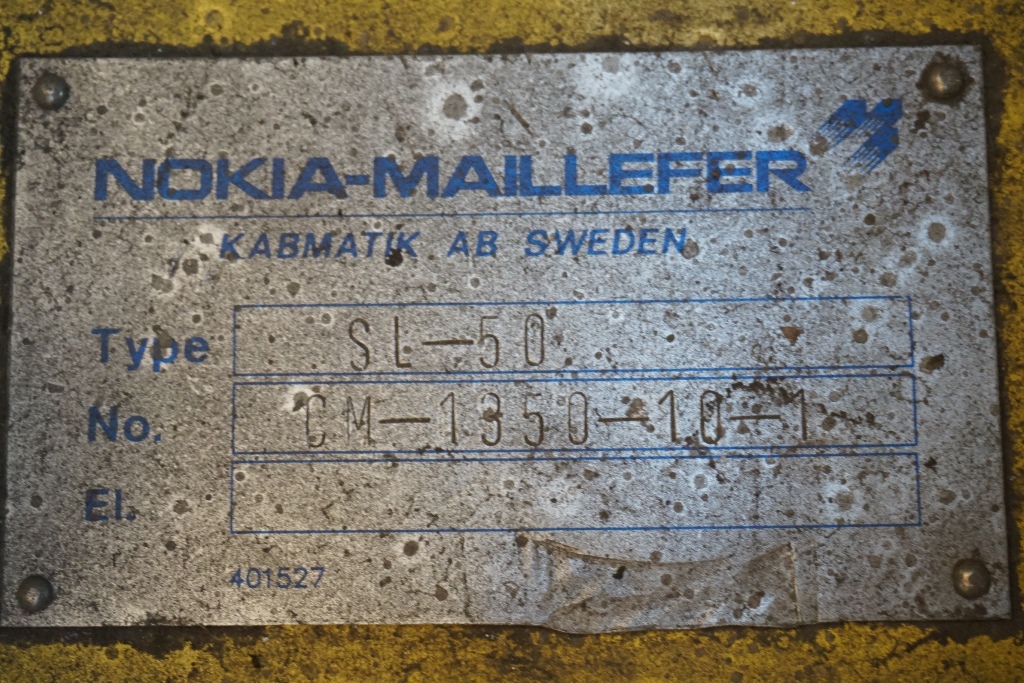 NOKIA-MAILLEFER
KABMATIK AB SWEDEN
Type SL-50
No. CM-1350-10-1
El.
401527